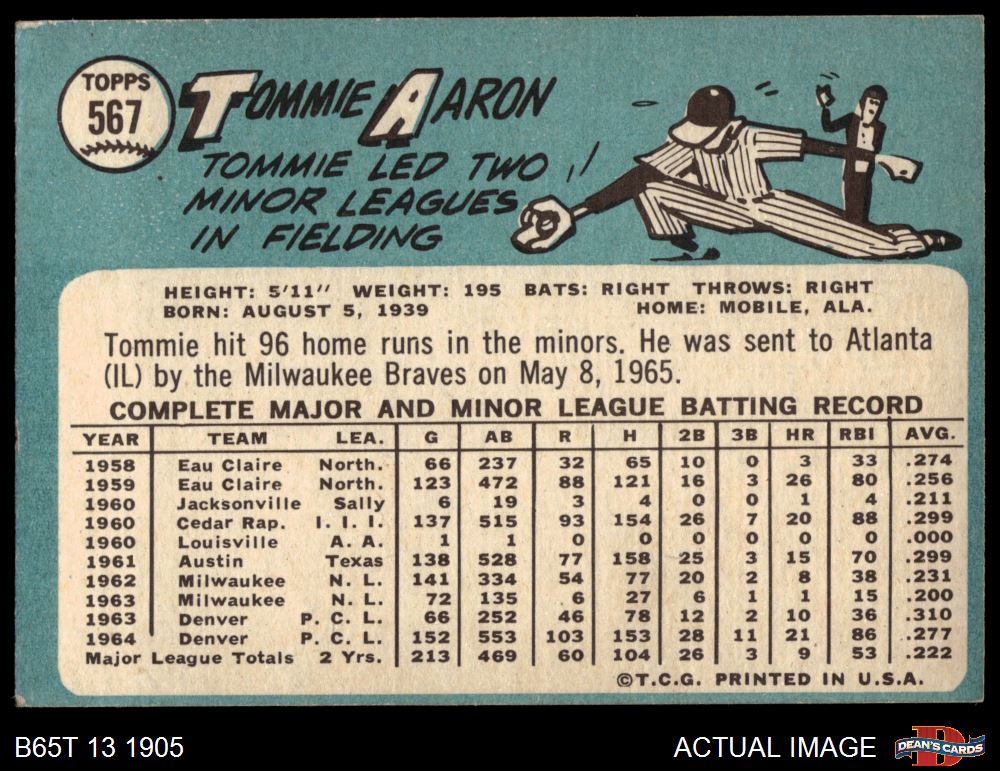 TOPPS
567
TOMMIE AARON
TOMMIE LED TWO
MINOR LEAGUES
IN FIELDING
HEIGHT: 5'11" WEIGHT: 195 BATS: RIGHT THROWS: RIGHT
BORN: AUGUST 5, 1939 HOME: MOBILE, ALA.
Tommie hit 96 home runs in the minors. He was sent to Atlanta
(IL) by the Milwaukee Braves on May 8, 1965.
COMPLETE MAJOR AND MINOR LEAGUE BATTING RECORD
YEAR TEAM LEA. G AB R H 2B 3B HR RBI AVG.
1958 Eau Claire North. 66 237 32 65 10 0 3 33 .274
1959 Eau Claire North. 123 472 88 121 16 3 26 80 .256
1960 Jacksonville Sally 6 19 3 4 0 0 1 4 .211
1960 Cedar Rap. I. I. I. 137 515 93 154 26 7 20 88 .299
1960 Louisville A. A. 1 1 0 0 0 0 0 0 .000
1961 Austin Texas 138 528 77 158 25 3 15 70 .299
1962 Milwaukee N. L. 141 334 54 77 20 2 8 38 .231
1963 Milwaukee N. L. 72 135 6 27 6 1 1 15 .200
1963 Denver P. C. L. 66 252 46 78 12 2 10 36 .310
1964 Denver P. C. L. 152 553 103 153 28 11 21 86 .277
Major League Totals 2 Yrs. 213 469 60 104 26 3 9 53 .222
©T.C.G. PRINTED IN U.S.A.
B65T 13 1905
ACTUAL IMAGE
DEAN'S CARDS